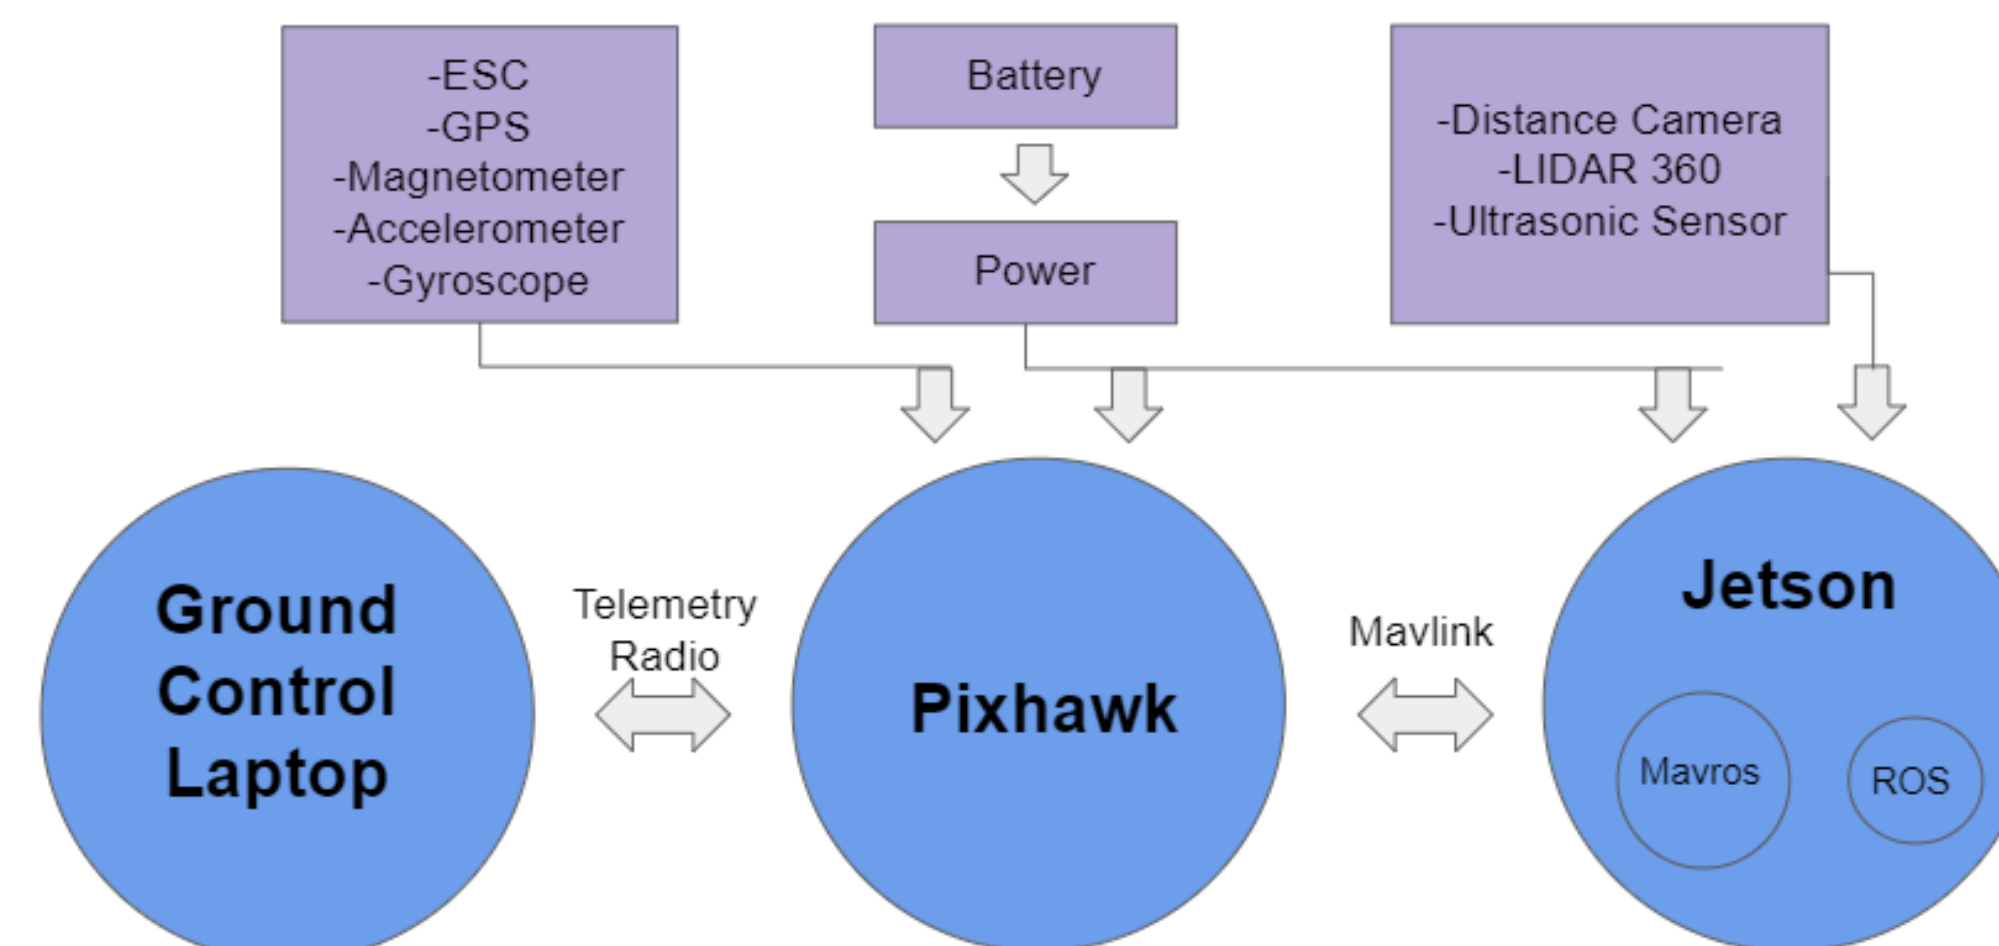 -ESC
-GPS
-Magnetometer
-Accelerometer
-Gyroscope
Battery
Power
-Distance Camera
-LIDAR 360
-Ultrasonic Sensor
Ground
Control
Laptop
Telemetry
Radio
Pixhawk
Mavlink
Jetson
Mavros
ROS